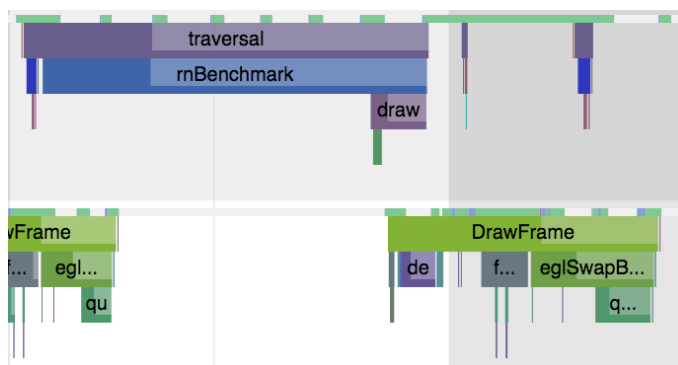 traversal
rnBenchmark
draw
wFrame DrawFrame
f... egl... de f... eglSwapB...
qu q...